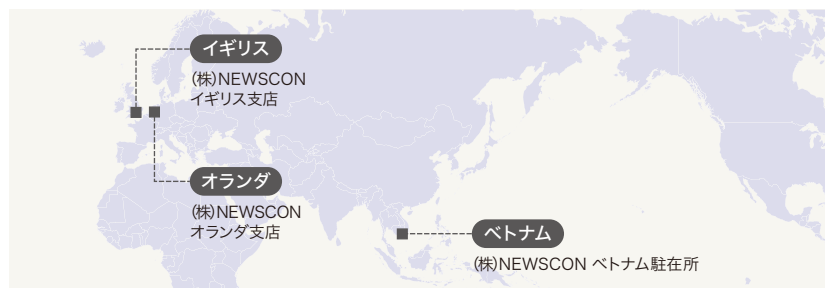 イギリス
(株)NEWSCON
イギリス支店
オランダ
(株)NEWSCON
オランダ支店
ベトナム
(株)NEWSCON ベトナム駐在所